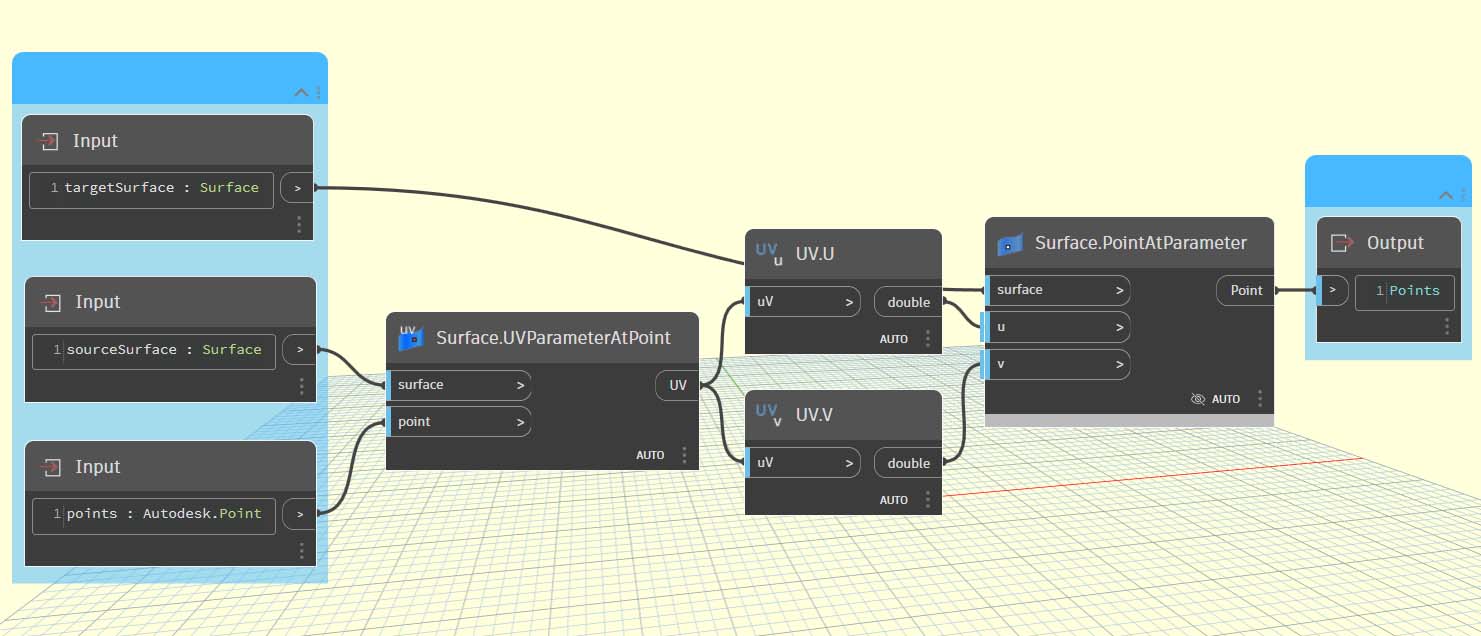 Input
1 targetSurface : Surface >
Input
1 sourceSurface : Surface >
Input
1 points : Autodesk.Point >
UV Surface.UVParameterAtPoint
surface > UV
point >
AUTO
UV u UV.U
uV > double
AUTO
UV v UV.V
uV > double
AUTO
Surface.PointAtParameter
surface > Point
u >
v >
AUTO
Output
> 1 Points